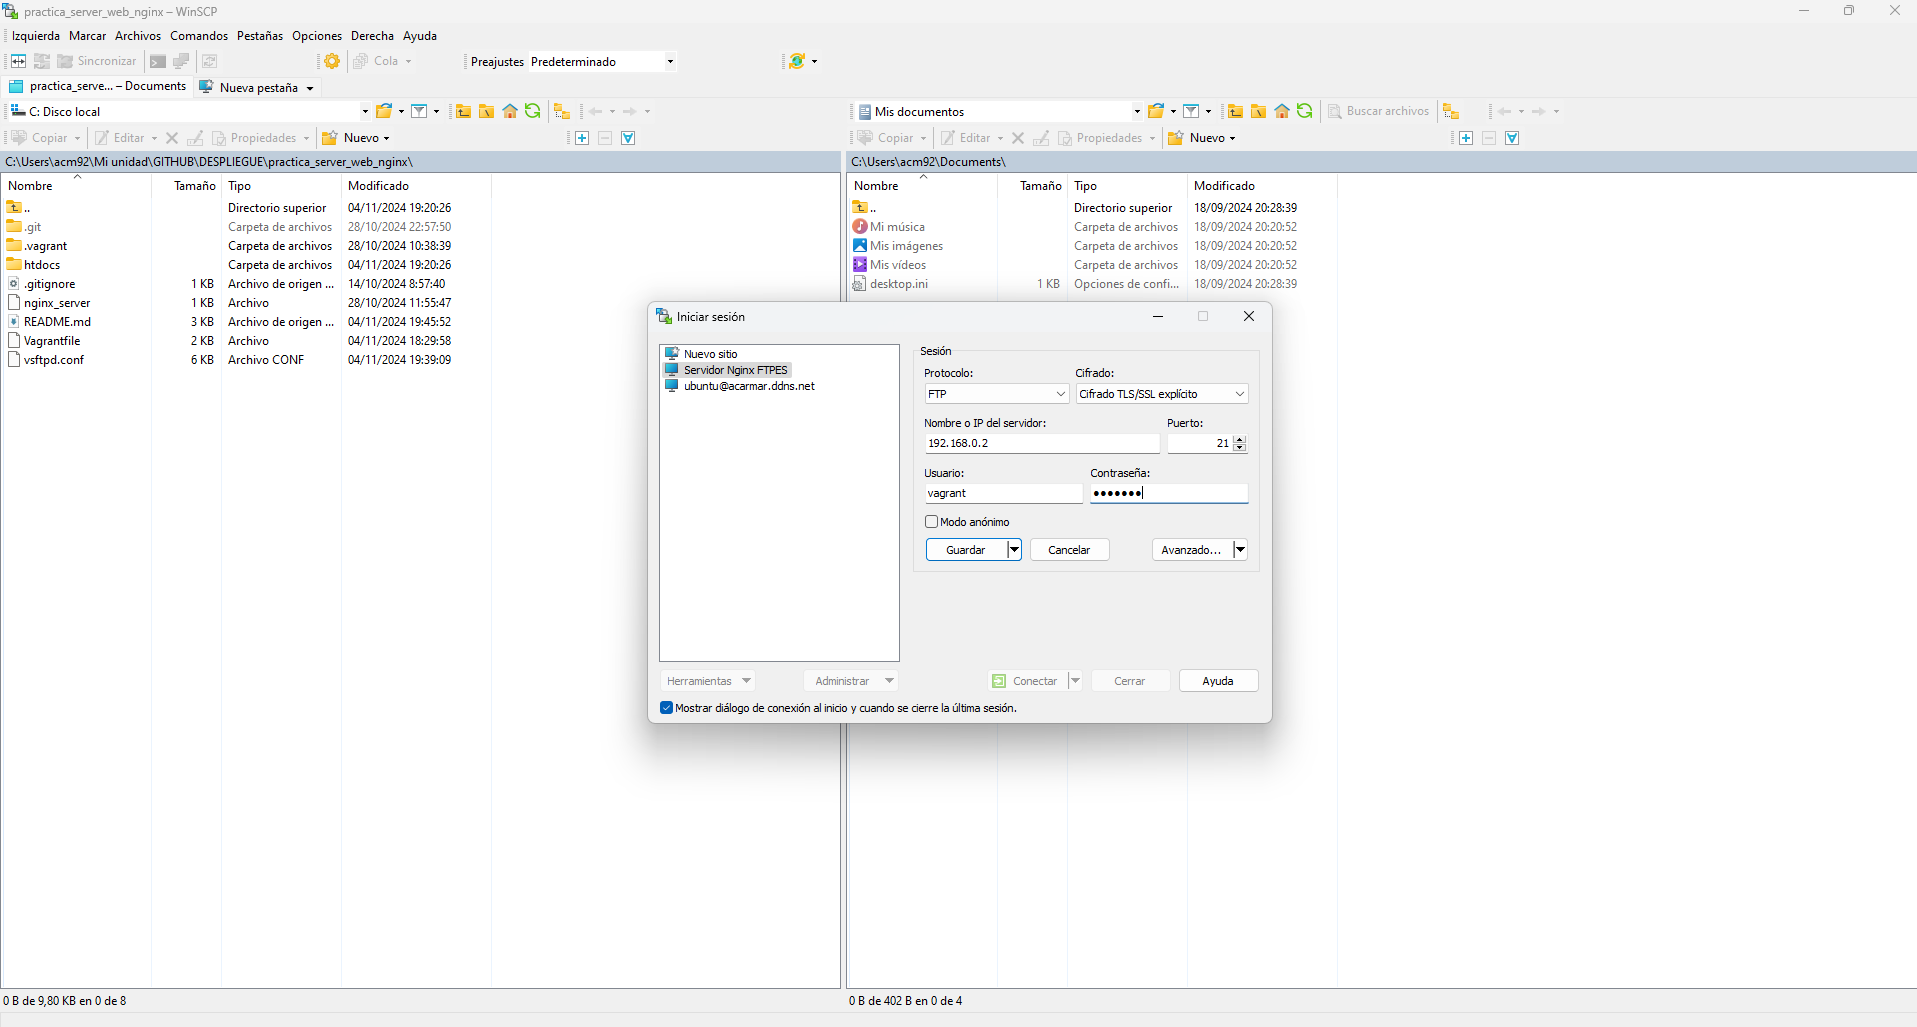 practica_server_web_nginx – WinSCP
Izquierda Marcar Archivos Comandos Pestañas Opciones Derecha Ayuda
Sincronizar Cola Preajustes Predeterminado
practica_serve... – Documents Nueva pestaña
C: Disco local
Copiar Editar Propiedades Nuevo
C:\Users\acm92\Mi unidad\GITHUB\DESPLIEGUE\practica_server_web_nginx\
Nombre Tamaño Tipo Modificado
.. Directorio superior 04/11/2024 19:20:26
.git Carpeta de archivos 28/10/2024 22:57:50
.vagrant Carpeta de archivos 28/10/2024 10:38:39
htdocs Carpeta de archivos 04/11/2024 19:20:26
.gitignore 1 KB Archivo de origen ... 14/10/2024 8:57:40
nginx_server 1 KB Archivo 28/10/2024 11:55:47
README.md 3 KB Archivo de origen ... 04/11/2024 19:45:52
Vagrantfile 2 KB Archivo 04/11/2024 18:29:58
vsftpd.conf 6 KB Archivo CONF 04/11/2024 19:39:09
0 B de 9,80 KB en 0 de 8
Mis documentos Buscar archivos
Copiar Editar Propiedades Nuevo
C:\Users\acm92\Documents\
Nombre Tamaño Tipo Modificado
.. Directorio superior 18/09/2024 20:28:39
Mi música Carpeta de archivos 18/09/2024 20:20:52
Mis imágenes Carpeta de archivos 18/09/2024 20:20:52
Mis vídeos Carpeta de archivos 18/09/2024 20:20:52
desktop.ini 1 KB Opciones de confi... 18/09/2024 20:28:39
0 B de 402 B en 0 de 4
Iniciar sesión
Nuevo sitio
Servidor Nginx FTPES
ubuntu@acarmar.ddns.net
Sesión
Protocolo: Cifrado:
FTP Cifrado TLS/SSL explícito
Nombre o IP del servidor: Puerto:
192.168.0.2 21
Usuario: Contraseña:
vagrant ●●●●●●●
Modo anónimo
Guardar Cancelar Avanzado...
Herramientas Administrar Conectar Cerrar Ayuda
Mostrar diálogo de conexión al inicio y cuando se cierre la última sesión.